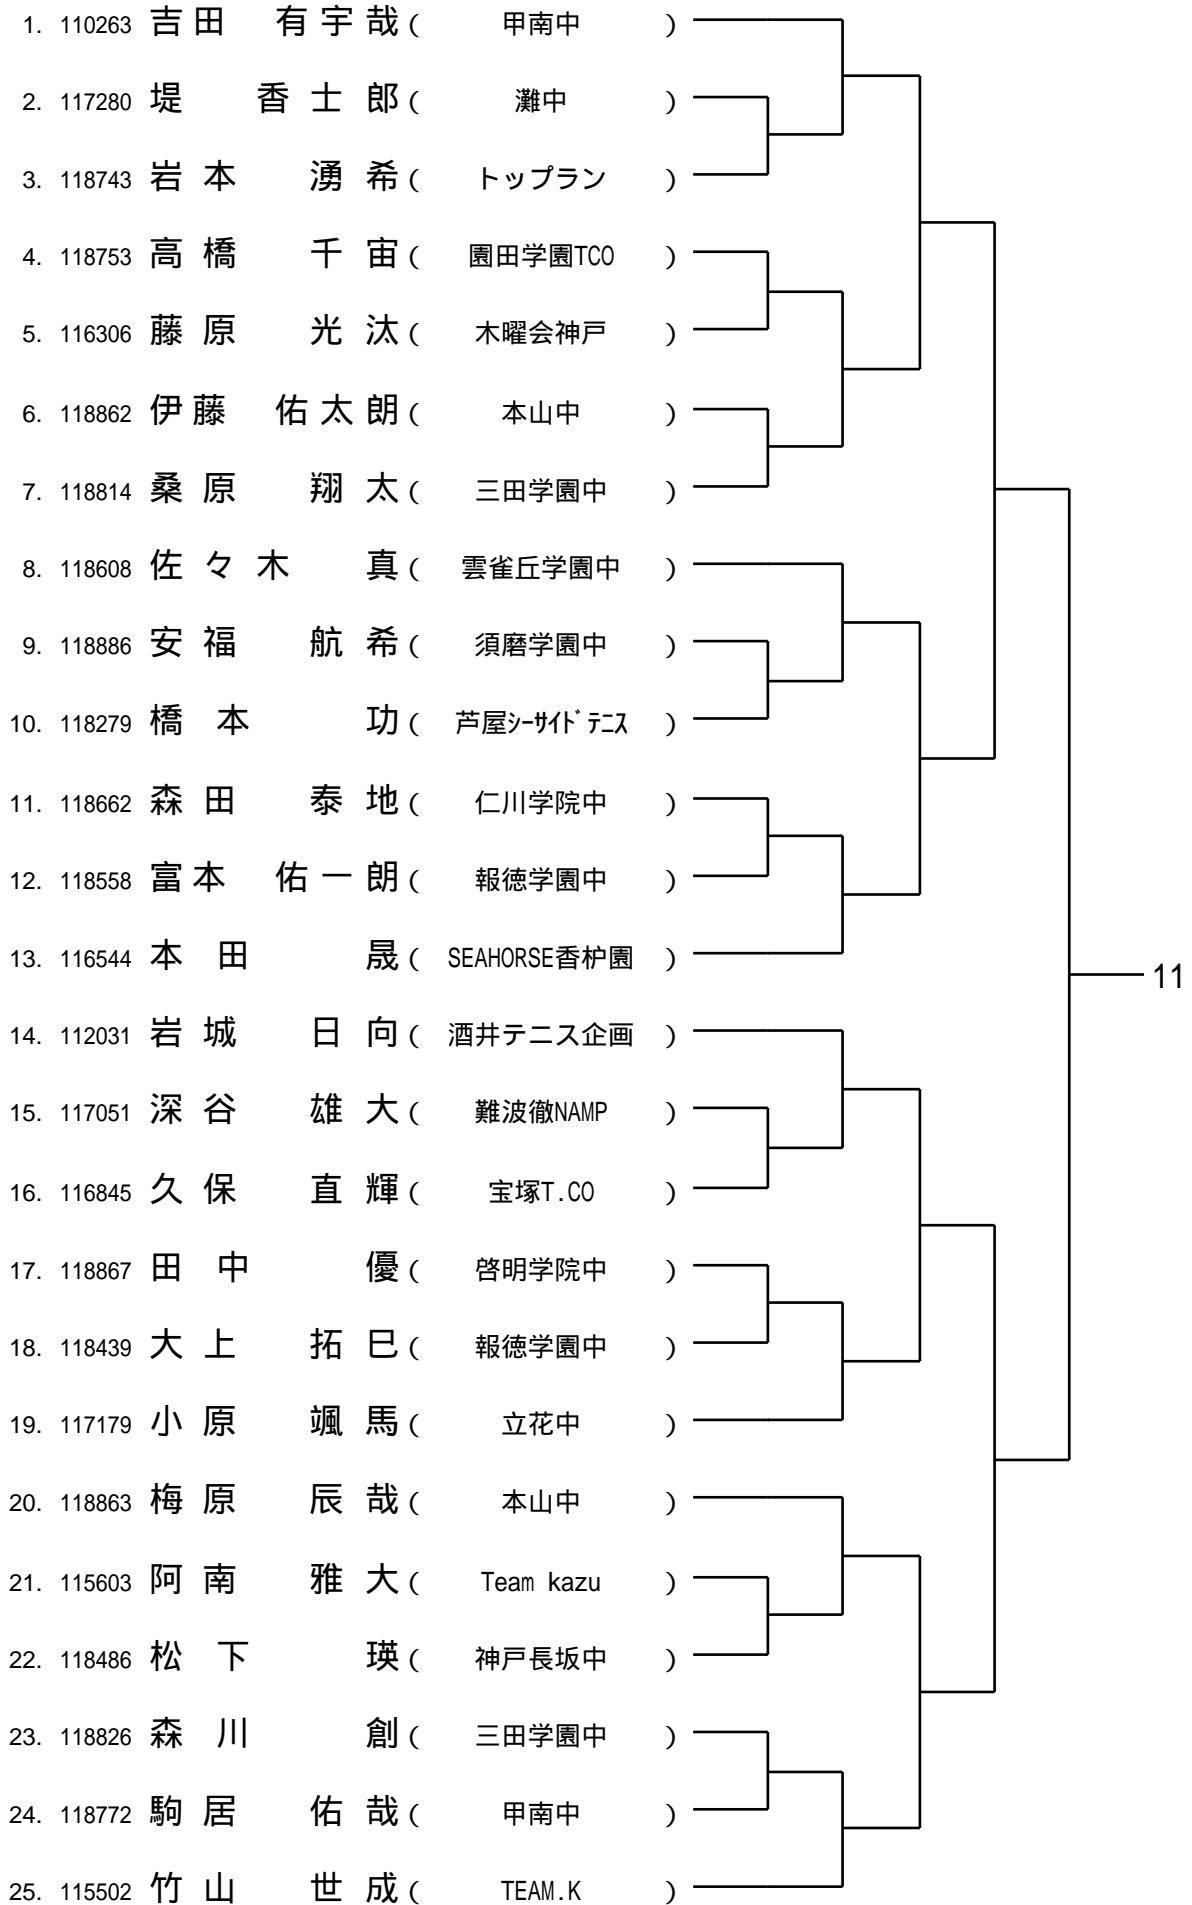 1. 110263 吉田 有宇哉 ( 甲南中 )
2. 117280 堤 香士郎 ( 灘中 )
3. 118743 岩本 湧希 ( トップラン )
4. 118753 高橋 千宙 ( 園田学園TCO )
5. 116306 藤原 光汰 ( 木曜会神戸 )
6. 118862 伊藤 佑太朗 ( 本山中 )
7. 118814 桑原 翔太 ( 三田学園中 )
8. 118608 佐々木 真 ( 雲雀丘学園中 )
9. 118886 安福 航希 ( 須磨学園中 )
10. 118279 橋本 功 ( 芦屋ｼｰｻｲﾄﾞﾃﾆｽ )
11. 118662 森田 泰地 ( 仁川学院中 )
12. 118558 富本 佑一朗 ( 報徳学園中 )
13. 116544 本田 晟 ( SEAHORSE香枦園 )
11
14. 112031 岩城 日向 ( 酒井テニス企画 )
15. 117051 深谷 雄大 ( 難波徹NAMP )
16. 116845 久保 直輝 ( 宝塚T.CO )
17. 118867 田中 優 ( 啓明学院中 )
18. 118439 大上 拓巳 ( 報徳学園中 )
19. 117179 小原 颯馬 ( 立花中 )
20. 118863 梅原 辰哉 ( 本山中 )
21. 115603 阿南 雅大 ( Team kazu )
22. 118486 松下 瑛 ( 神戸長坂中 )
23. 118826 森川 創 ( 三田学園中 )
24. 118772 駒居 佑哉 ( 甲南中 )
25. 115502 竹山 世成 ( TEAM.K )